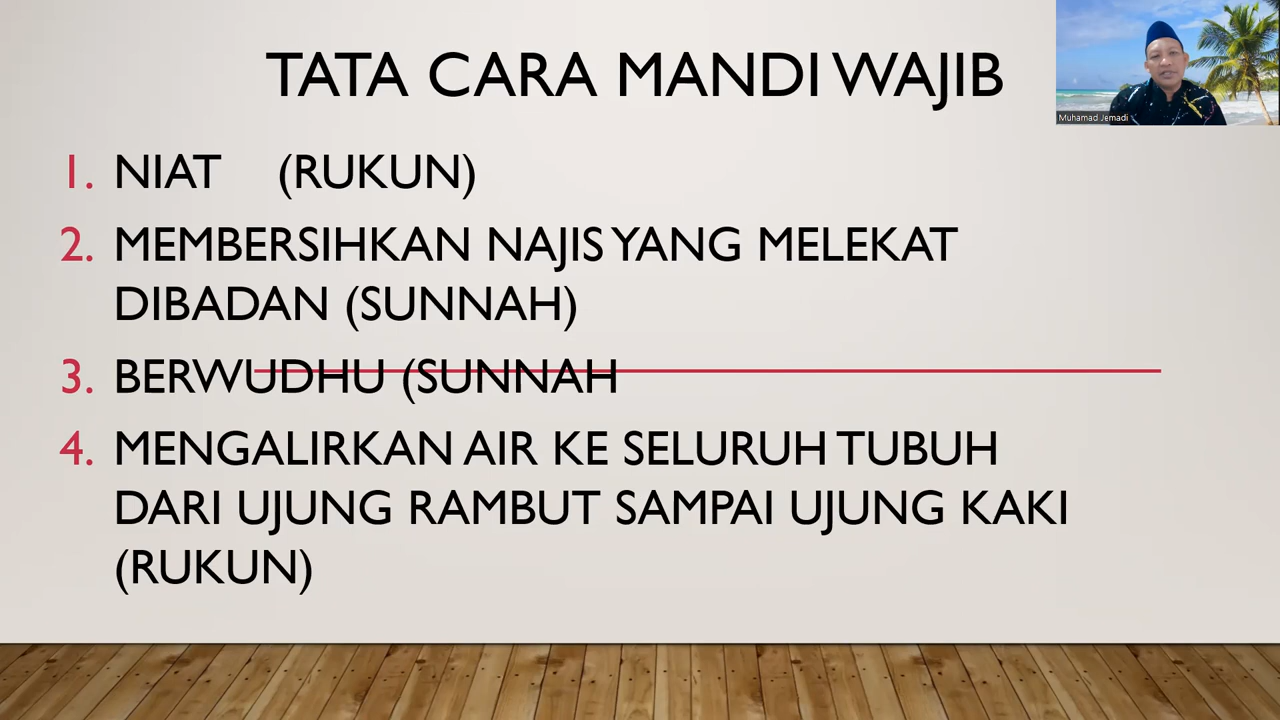 TATA CARA MANDI WAJIB
Muhamad Jemadi
1. NIAT (RUKUN)
2. MEMBERSIHKAN NAJIS YANG MELEKAT
DIBADAN (SUNNAH)
3. BERWUDHU (SUNNAH
4. MENGALIRKAN AIR KE SELURUH TUBUH
DARI UJUNG RAMBUT SAMPAI UJUNG KAKI
(RUKUN)